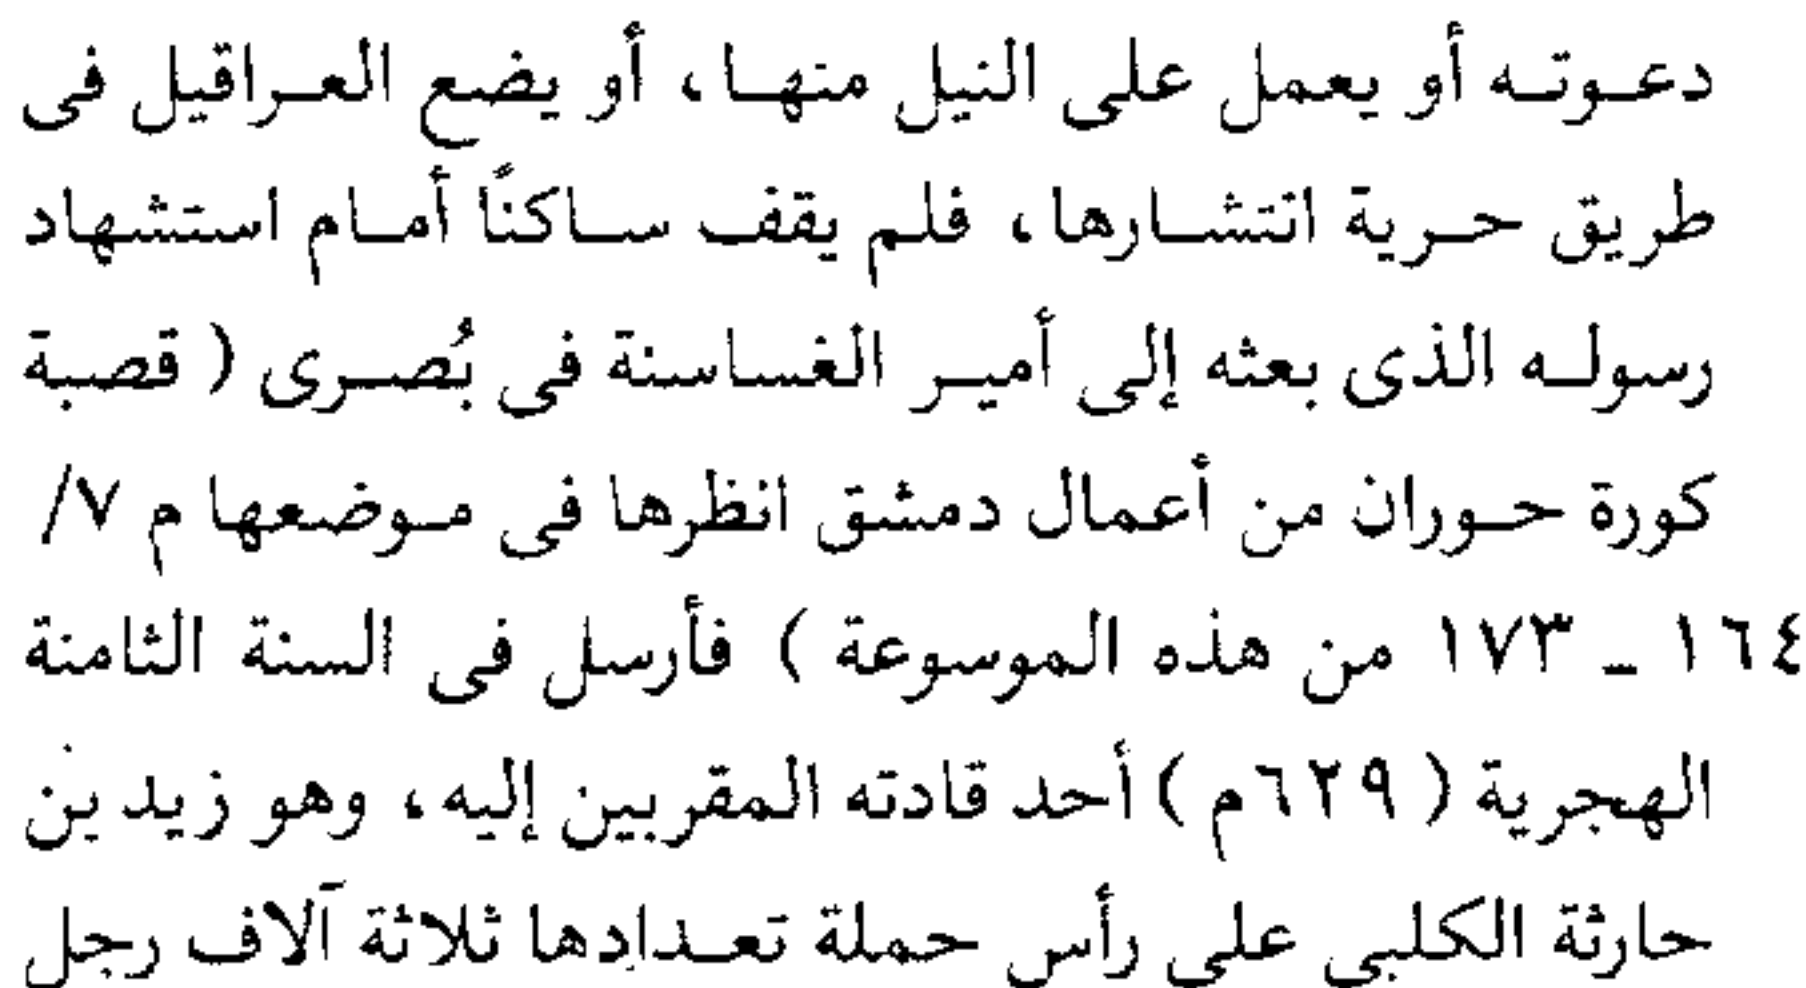 دعوته أو يعمل على النيل منها، أو يضع العراقيل فى
طريق حرية انتشارها، فلم يقف ساكنًا أمام استشهاد
رسوله الذى بعثه إلى أمير الغساسنة فى بُصرى ( قصبة
كورة حوران من أعمال دمشق انظرها فى موضعها م ٧/
١٦٤ ـ ١٧٣ من هذه الموسوعة ) فأرسل فى السنة الثامنة
الهجرية ( ٦٢٩م ) أحد قادته المقربين إليه، وهو زيد بن
حارثة الكلبى على رأس حملة تعدادها ثلاثة آلاف رجل